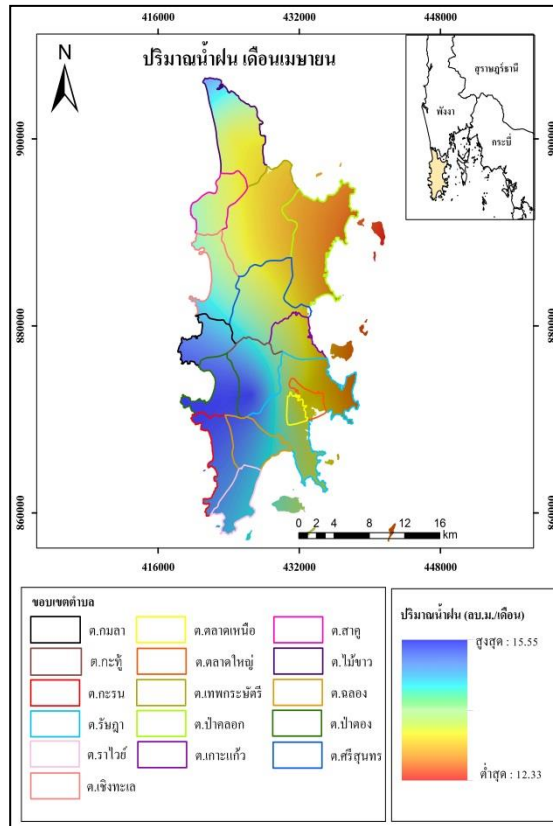 416000 432000 448000
N
ปริมาณน้ำฝน เดือนเมษายน
สุราษฎร์ธานี
พังงา
กระบี่
900000 900000
880000 880000
860000 860000
0 2 4 8 12 16
km
416000 432000 448000
ขอบเขตตำบล
ต.กมลา ต.ตลาดเหนือ ต.สาคู
ต.กะทู้ ต.ตลาดใหญ่ ต.ไม้ขาว
ต.กะรน ต.เทพกระษัตรี ต.ฉลอง
ต.รัษฎา ต.ป่าคลอก ต.ป่าตอง
ต.ราไวย์ ต.เกาะแก้ว ต.ศรีสุนทร
ต.เชิงทะเล
ปริมาณน้ำฝน (ลบ.ม./เดือน)
สูงสุด : 15.55
ต่ำสุด : 12.33